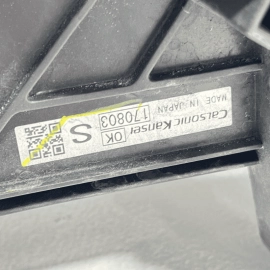 Calsonic Kansei
MADE IN JAPAN
OK
170803
S